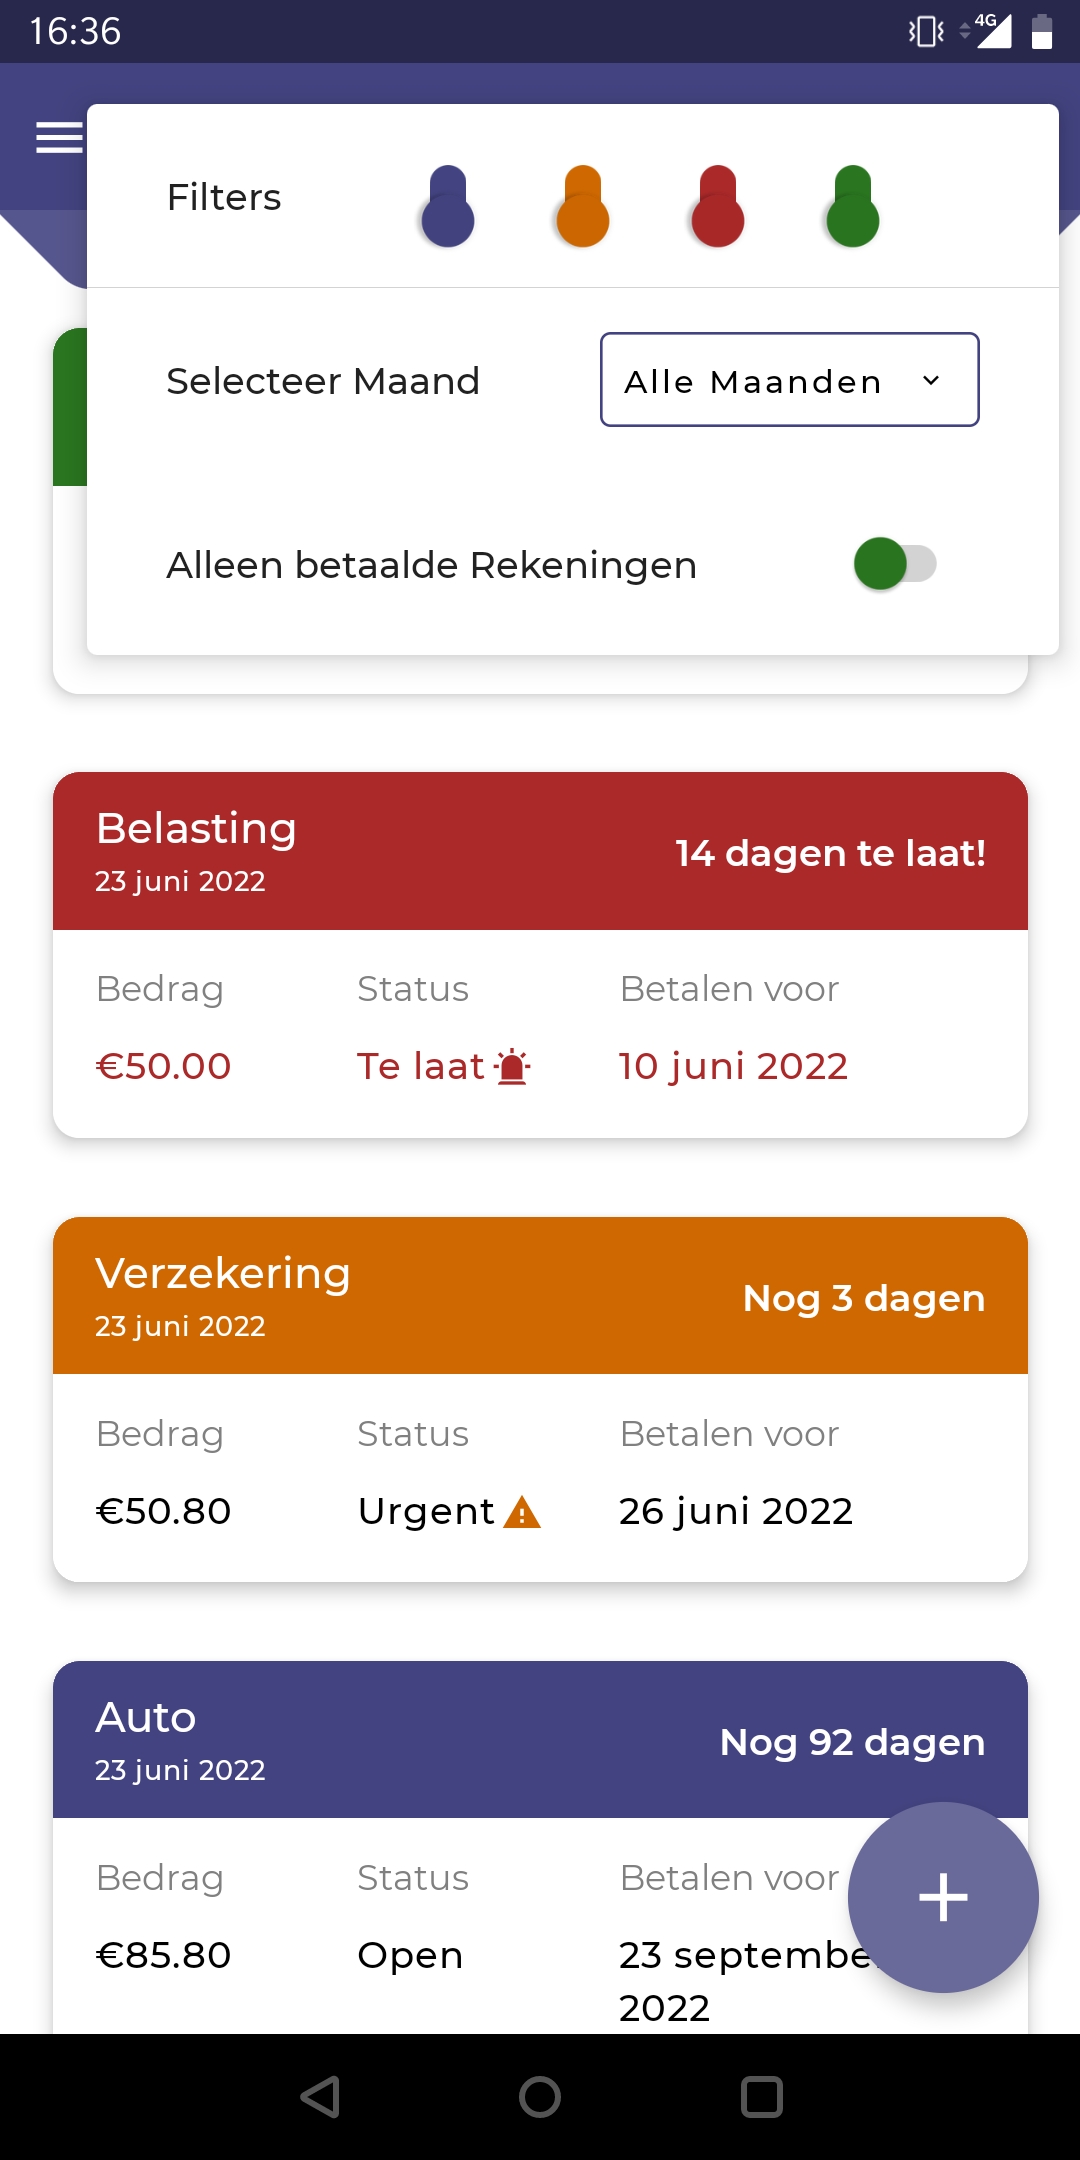 16:36
4G
Filters
Selecteer Maand
Alle Maanden
Alleen betaalde Rekeningen
Belasting
23 juni 2022
14 dagen te laat!
Bedrag Status Betalen voor
€50.00 Te laat 10 juni 2022
Verzekering
23 juni 2022
Nog 3 dagen
Bedrag Status Betalen voor
€50.80 Urgent 26 juni 2022
Auto
23 juni 2022
Nog 92 dagen
Bedrag Status Betalen voor
€85.80 Open 23 september
2022